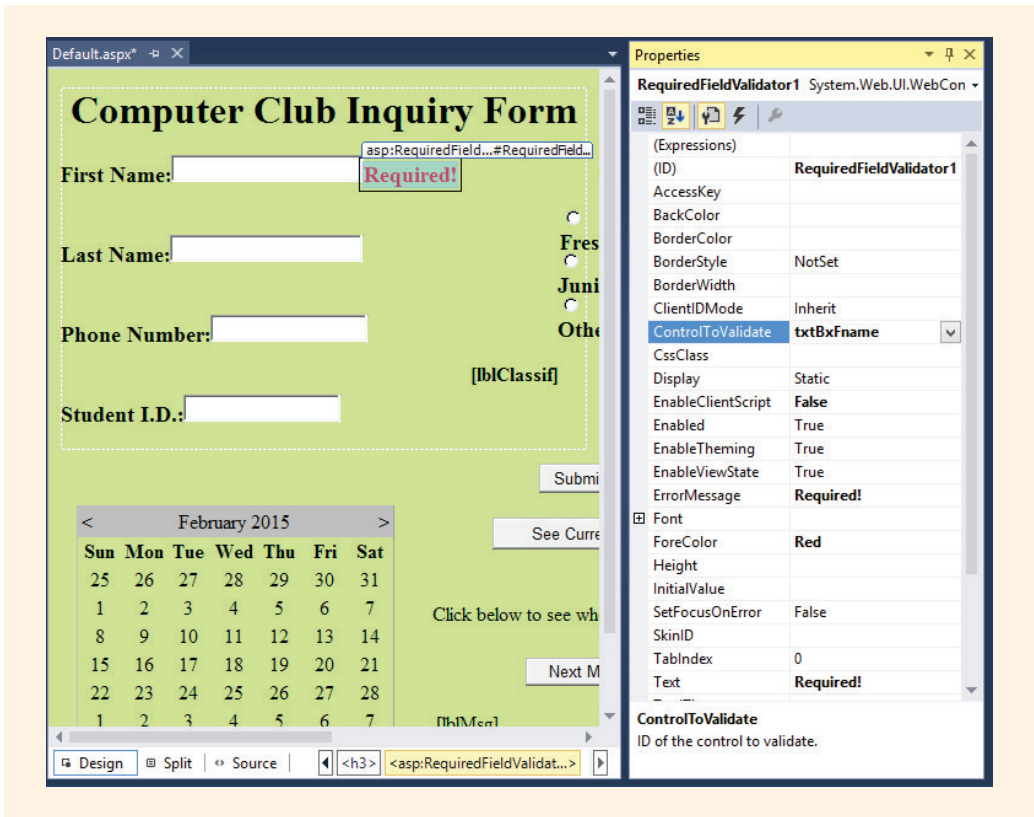 Default.aspx*
Computer Club Inquiry Form
asp:RequiredField...#RequiredField...
First Name:
Required!
Last Name:
Fres
Juni
Phone Number:
Othe
[lblClassif]
Student I.D.:
Submi
See Curre
< February 2015 >
Sun Mon Tue Wed Thu Fri Sat
25 26 27 28 29 30 31
1 2 3 4 5 6 7
8 9 10 11 12 13 14
15 16 17 18 19 20 21
22 23 24 25 26 27 28
1 2 3 4 5 6 7
Click below to see wh
Next M
[lblMsg]
Design Split Source <h3> <asp:RequiredFieldValidat...>
Properties
RequiredFieldValidator1 System.Web.UI.WebCon
(Expressions)
(ID) RequiredFieldValidator1
AccessKey
BackColor
BorderColor
BorderStyle NotSet
BorderWidth
ClientIDMode Inherit
ControlToValidate txtBxFname
CssClass
Display Static
EnableClientScript False
Enabled True
EnableTheming True
EnableViewState True
ErrorMessage Required!
Font
ForeColor Red
Height
InitialValue
SetFocusOnError False
SkinID
TabIndex 0
Text Required!
ControlToValidate
ID of the control to validate.